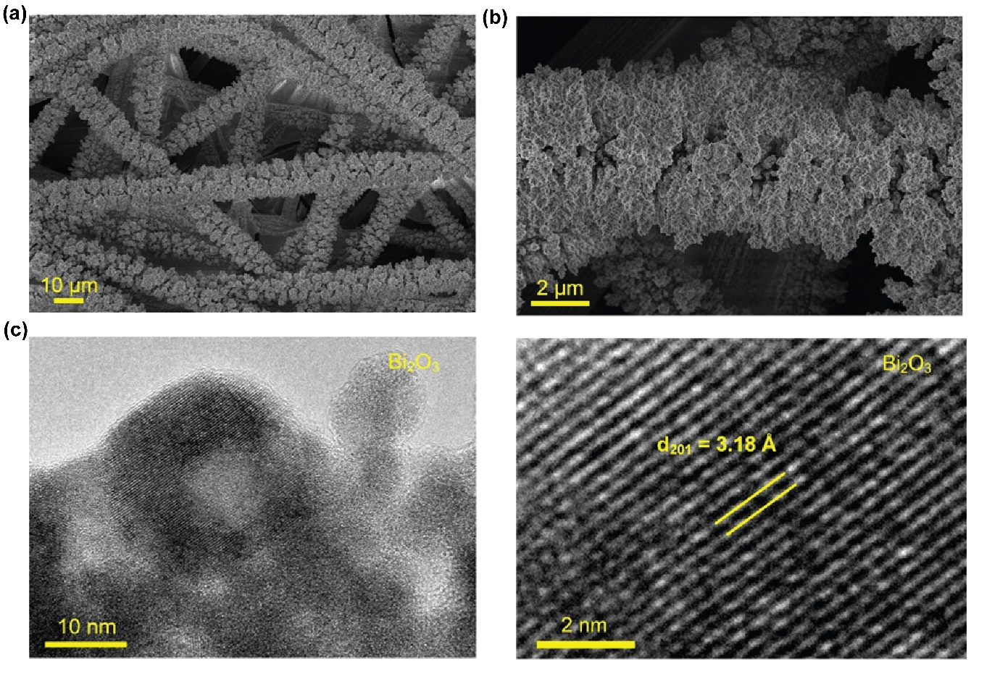 (a)
(b)
10 µm
2 µm
(c)
Bi₂O₃
Bi₂O₃
d₂₀₁ = 3.18 Å
10 nm
2 nm